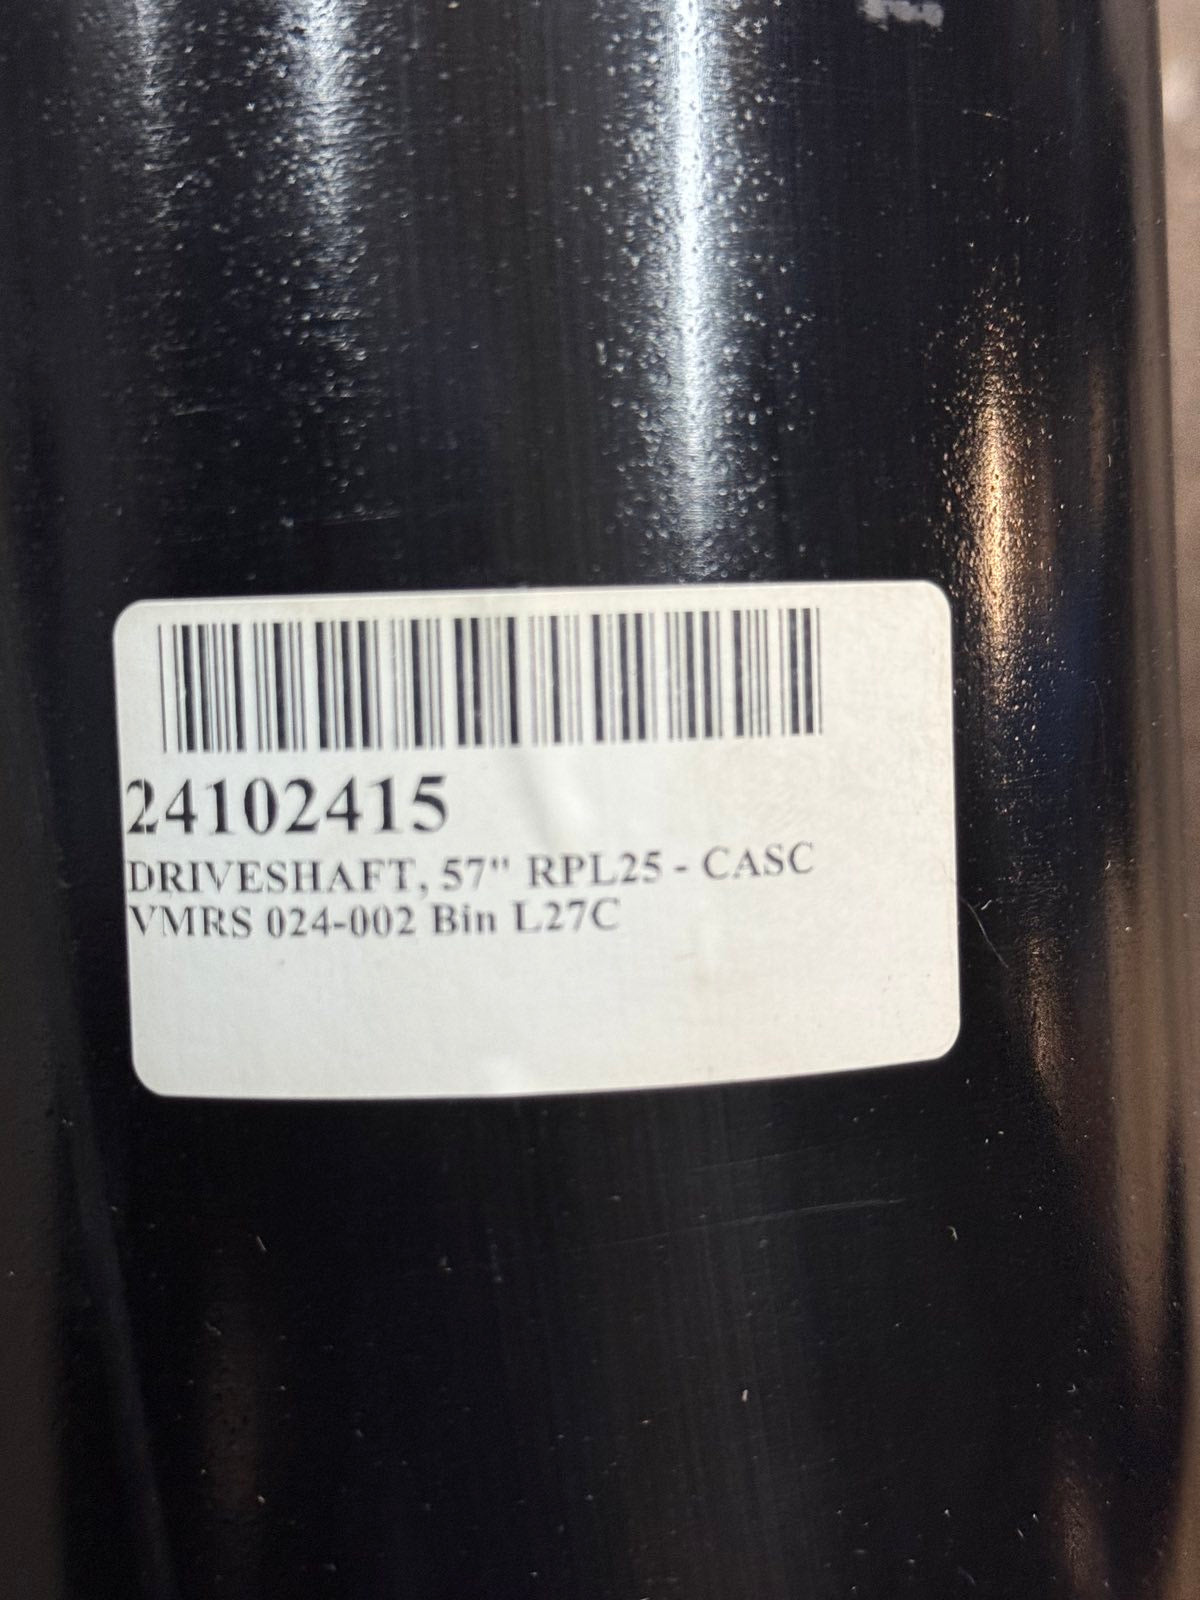 24102415
DRIVESHAFT, 57" RPL25 - CASC
VMRS 024-002 Bin L27C